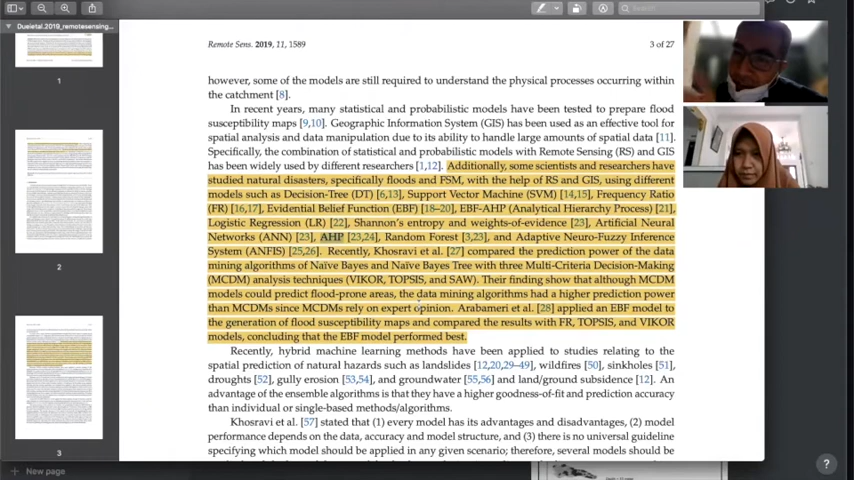 Search
Dueietal.2019_remotesensing...
1
2
3
New page
Remote Sens. 2019, 11, 1589
3 of 27
however, some of the models are still required to understand the physical processes occurring within
the catchment [8].
In recent years, many statistical and probabilistic models have been tested to prepare flood
susceptibility maps [9,10]. Geographic Information System (GIS) has been used as an effective tool for
spatial analysis and data manipulation due to its ability to handle large amounts of spatial data [11].
Specifically, the combination of statistical and probabilistic models with Remote Sensing (RS) and GIS
has been widely used by different researchers [1,12]. Additionally, some scientists and researchers have
studied natural disasters, specifically floods and FSM, with the help of RS and GIS, using different
models such as Decision-Tree (DT) [6,13], Support Vector Machine (SVM) [14,15], Frequency Ratio
(FR) [16,17], Evidential Belief Function (EBF) [18–20], EBF-AHP (Analytical Hierarchy Process) [21],
Logistic Regression (LR) [22], Shannon's entropy and weights-of-evidence [23], Artificial Neural
Networks (ANN) [23], AHP [23,24], Random Forest [3,23], and Adaptive Neuro-Fuzzy Inference
System (ANFIS) [25,26]. Recently, Khosravi et al. [27] compared the prediction power of the data
mining algorithms of Naïve Bayes and Naïve Bayes Tree with three Multi-Criteria Decision-Making
(MCDM) analysis techniques (VIKOR, TOPSIS, and SAW). Their finding show that although MCDM
models could predict flood-prone areas, the data mining algorithms had a higher prediction power
than MCDMs since MCDMs rely on expert opinion. Arabameri et al. [28] applied an EBF model to
the generation of flood susceptibility maps and compared the results with FR, TOPSIS, and VIKOR
models, concluding that the EBF model performed best.
Recently, hybrid machine learning methods have been applied to studies relating to the
spatial prediction of natural hazards such as landslides [12,20,29–49], wildfires [50], sinkholes [51],
droughts [52], gully erosion [53,54], and groundwater [55,56] and land/ground subsidence [12]. An
advantage of the ensemble algorithms is that they have a higher goodness-of-fit and prediction accuracy
than individual or single-based methods/algorithms.
Khosravi et al. [57] stated that (1) every model has its advantages and disadvantages, (2) model
performance depends on the data, accuracy and model structure, and (3) there is no universal guideline
specifying which model should be applied in any given scenario; therefore, several models should be